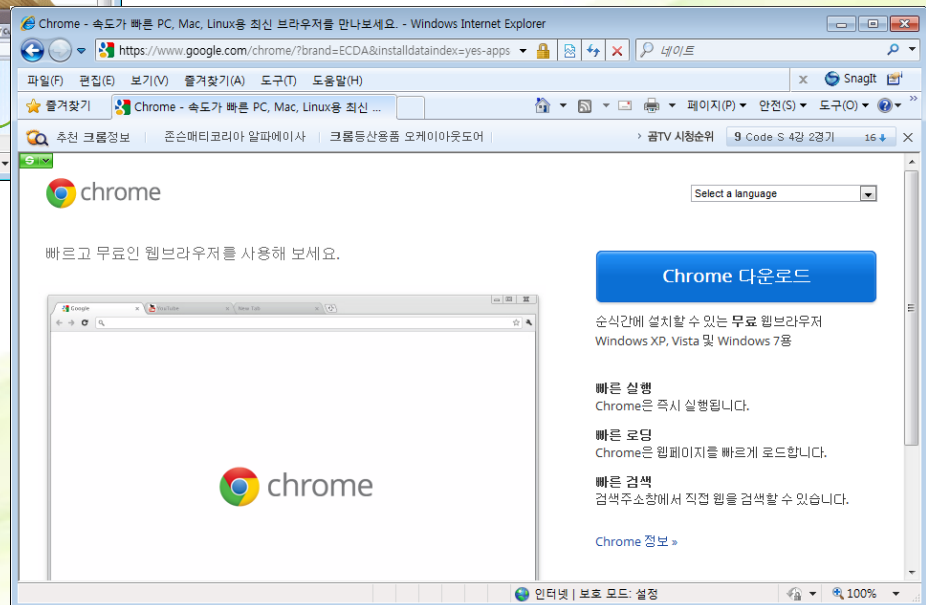 Chrome - 속도가 빠른 PC, Mac, Linux용 최신 브라우저를 만나보세요. - Windows Internet Explorer
https://www.google.com/chrome/?brand=ECDA&installdataindex=yes-apps
네이트
파일(F) 편집(E) 보기(V) 즐겨찾기(A) 도구(T) 도움말(H)
x SnagIt
즐겨찾기 Chrome - 속도가 빠른 PC, Mac, Linux용 최신 ...
페이지(P) 안전(S) 도구(O)
추천 크롬정보 존슨매티코리아 알파에이사 크롬등산용품 오케이아웃도어
곰TV 시청순위 9 Code S 4강 2경기 16
S
chrome
Select a language
빠르고 무료인 웹브라우저를 사용해 보세요.
Chrome 다운로드
Google YouTube New Tab
순식간에 설치할 수 있는 무료 웹브라우저
Windows XP, Vista 및 Windows 7용
빠른 실행
Chrome은 즉시 실행됩니다.
빠른 로딩
Chrome은 웹페이지를 빠르게 로드합니다.
chrome
빠른 검색
검색주소창에서 직접 웹을 검색할 수 있습니다.
Chrome 정보 »
인터넷 | 보호 모드: 설정
100%